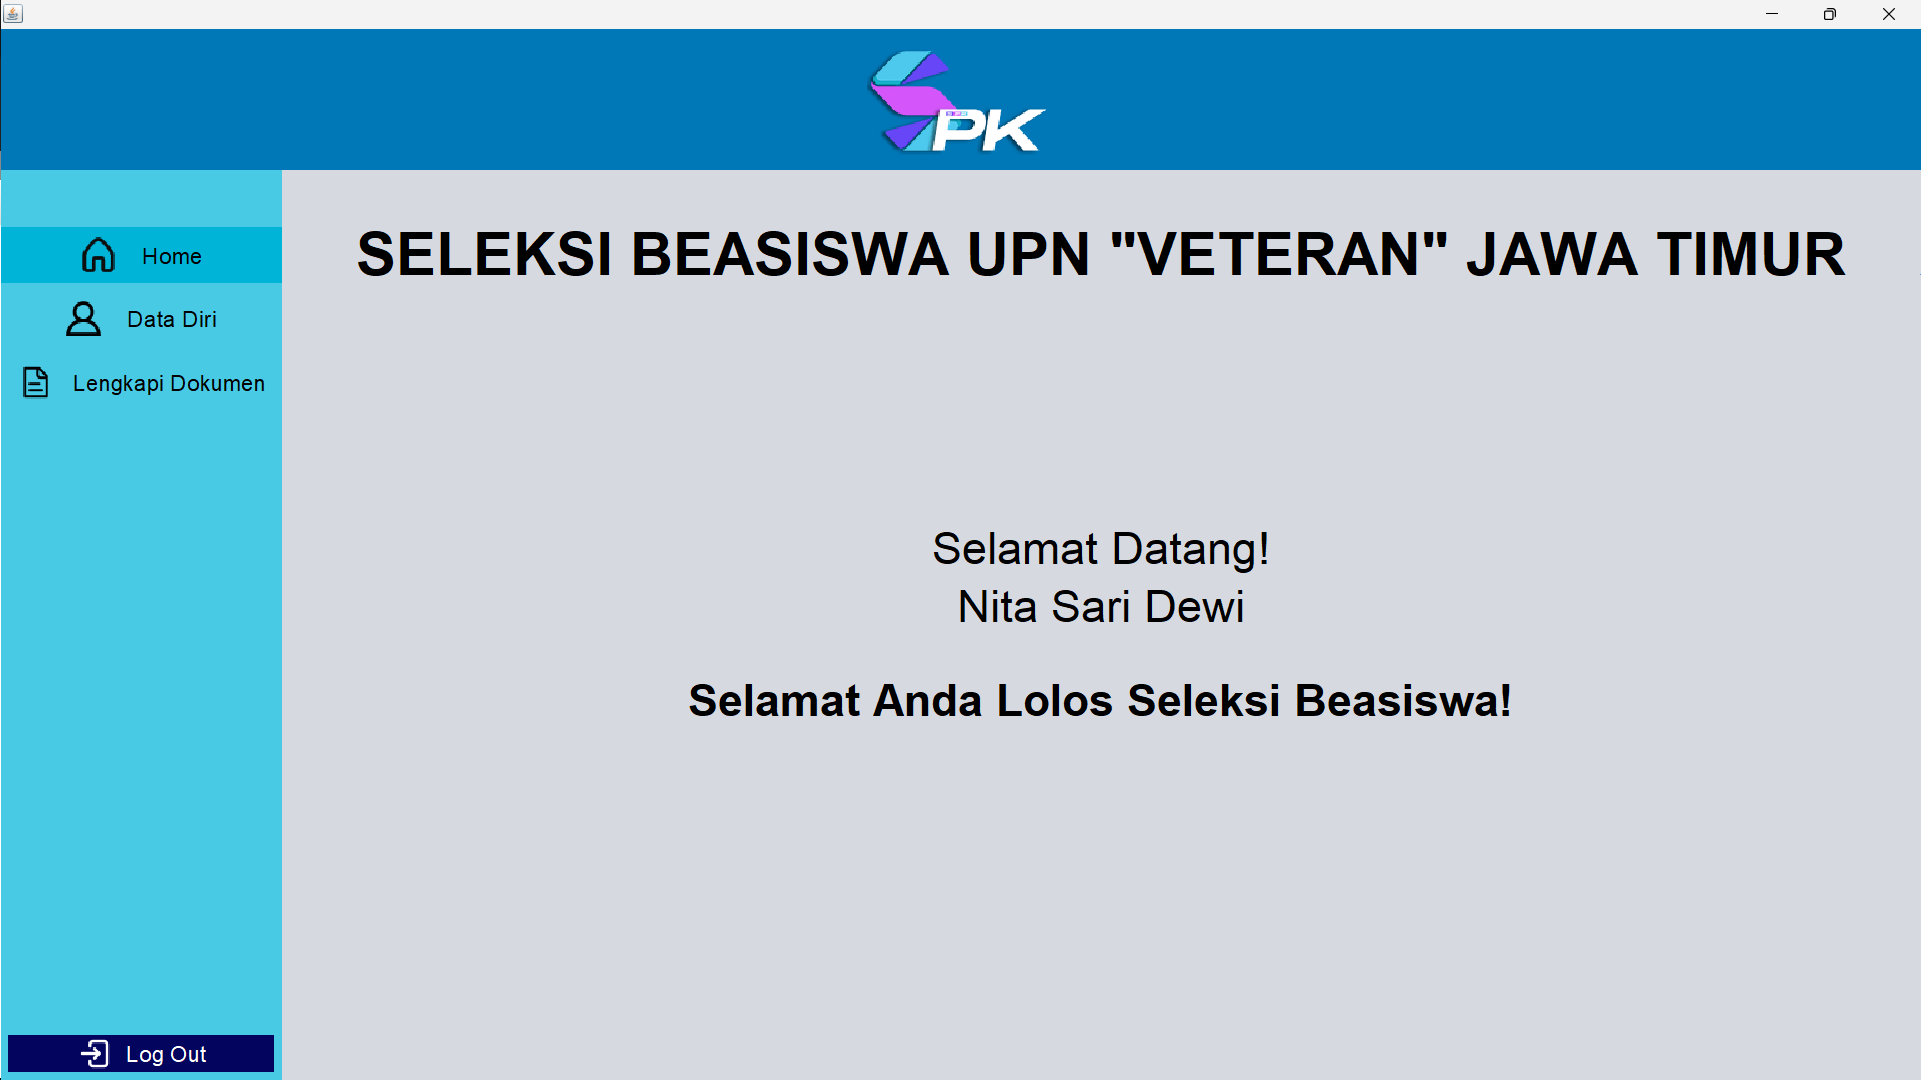 SPK
Home
Data Diri
Lengkapi Dokumen
Log Out
SELEKSI BEASISWA UPN "VETERAN" JAWA TIMUR
Selamat Datang!
Nita Sari Dewi
Selamat Anda Lolos Seleksi Beasiswa!